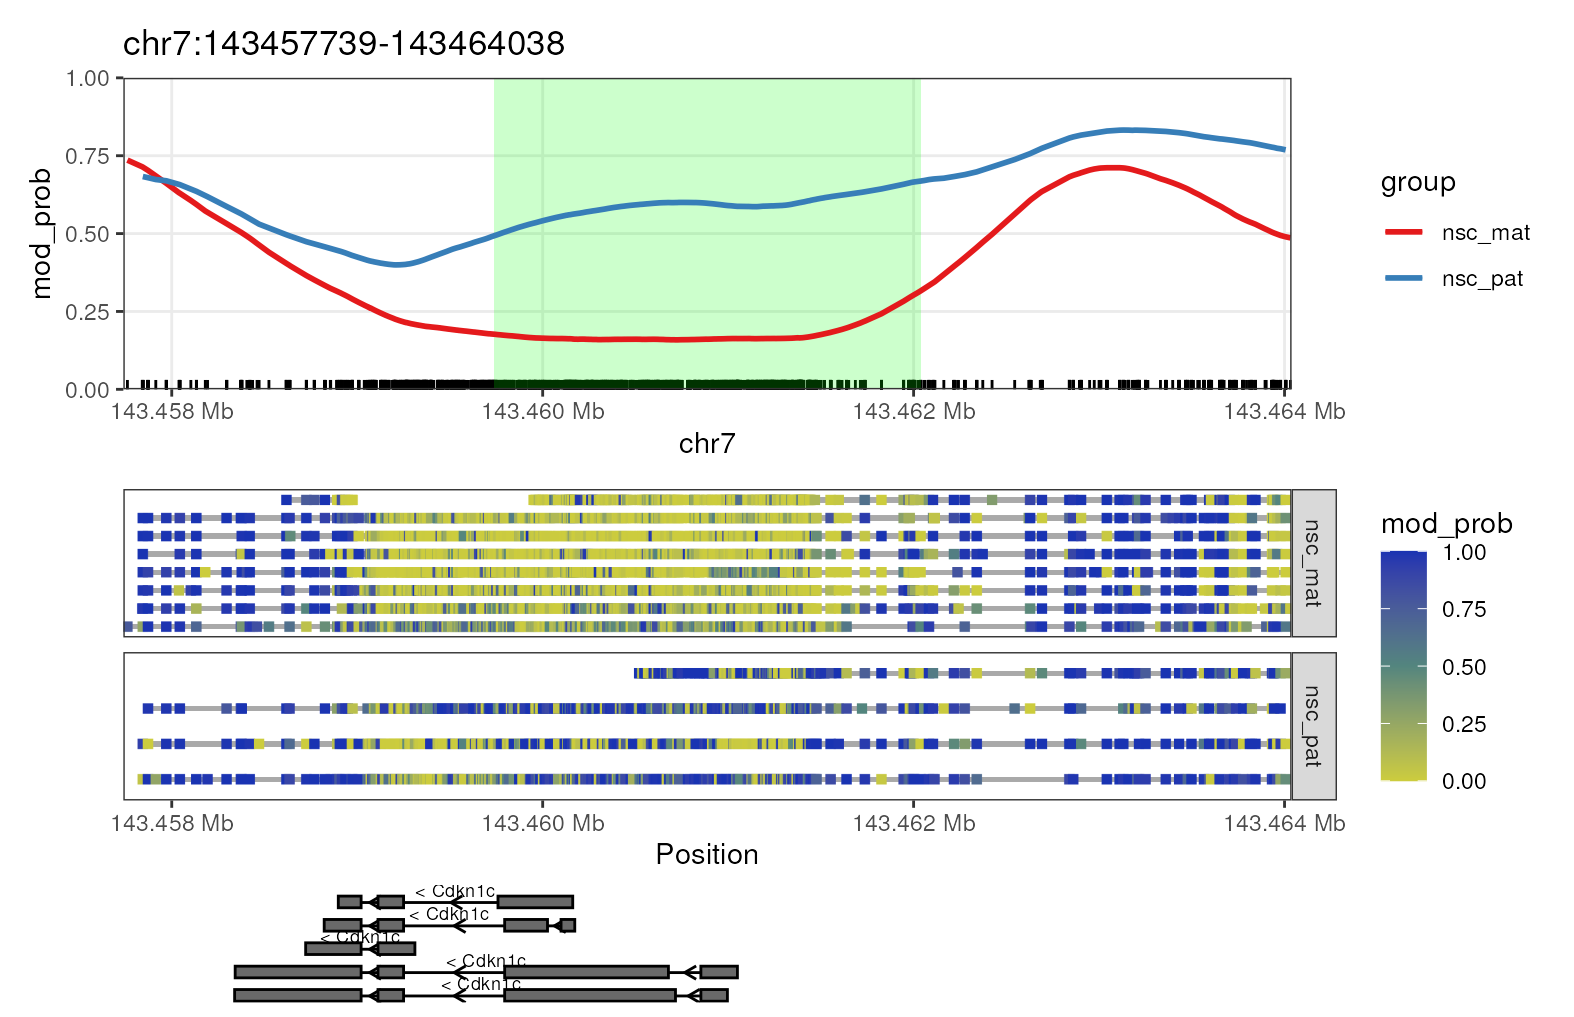 chr7:143457739-143464038
1.00
0.75
0.50
0.25
0.00
mod_prob
143.458 Mb 143.460 Mb 143.462 Mb 143.464 Mb
chr7
group
nsc_mat
nsc_pat
nsc_mat
nsc_pat
mod_prob
1.00
0.75
0.50
0.25
0.00
143.458 Mb 143.460 Mb 143.462 Mb 143.464 Mb
Position
< Cdkn1c
< Cdkn1c
< Cdkn1c
< Cdkn1c
< Cdkn1c